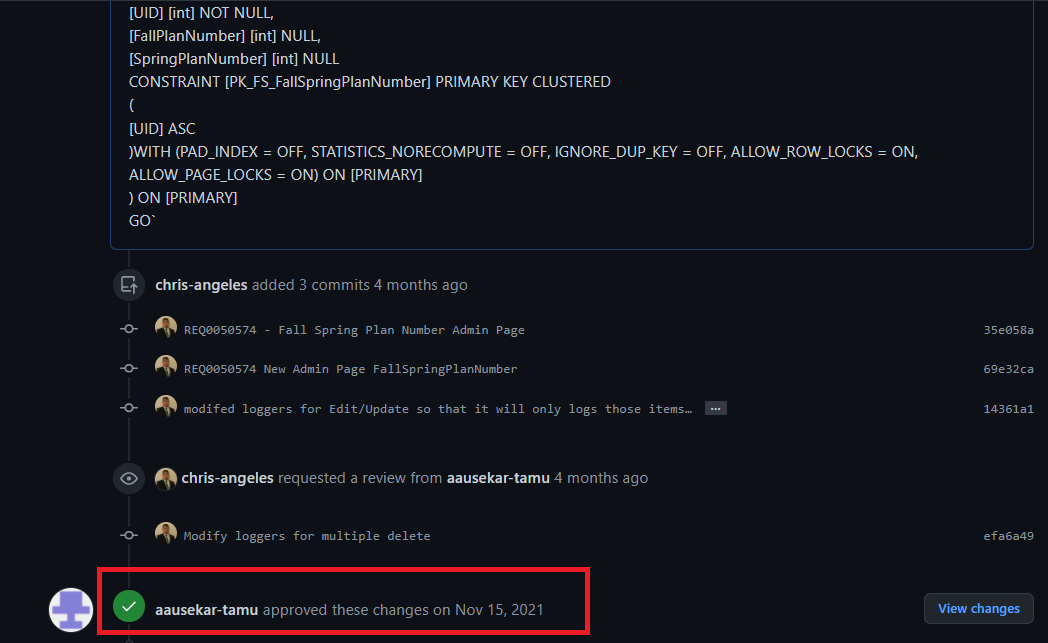 [UID] [int] NOT NULL,
[FallPlanNumber] [int] NULL,
[SpringPlanNumber] [int] NULL
CONSTRAINT [PK_FS_FallSpringPlanNumber] PRIMARY KEY CLUSTERED
(
[UID] ASC
)WITH (PAD_INDEX = OFF, STATISTICS_NORECOMPUTE = OFF, IGNORE_DUP_KEY = OFF, ALLOW_ROW_LOCKS = ON,
ALLOW_PAGE_LOCKS = ON) ON [PRIMARY]
) ON [PRIMARY]
GO`
chris-angeles added 3 commits 4 months ago
REQ0050574 - Fall Spring Plan Number Admin Page 35e058a
REQ0050574 New Admin Page FallSpringPlanNumber 69e32ca
modifed loggers for Edit/Update so that it will only logs those items… … 14361a1
chris-angeles requested a review from aausekar-tamu 4 months ago
Modify loggers for multiple delete efa6a49
aausekar-tamu approved these changes on Nov 15, 2021 View changes